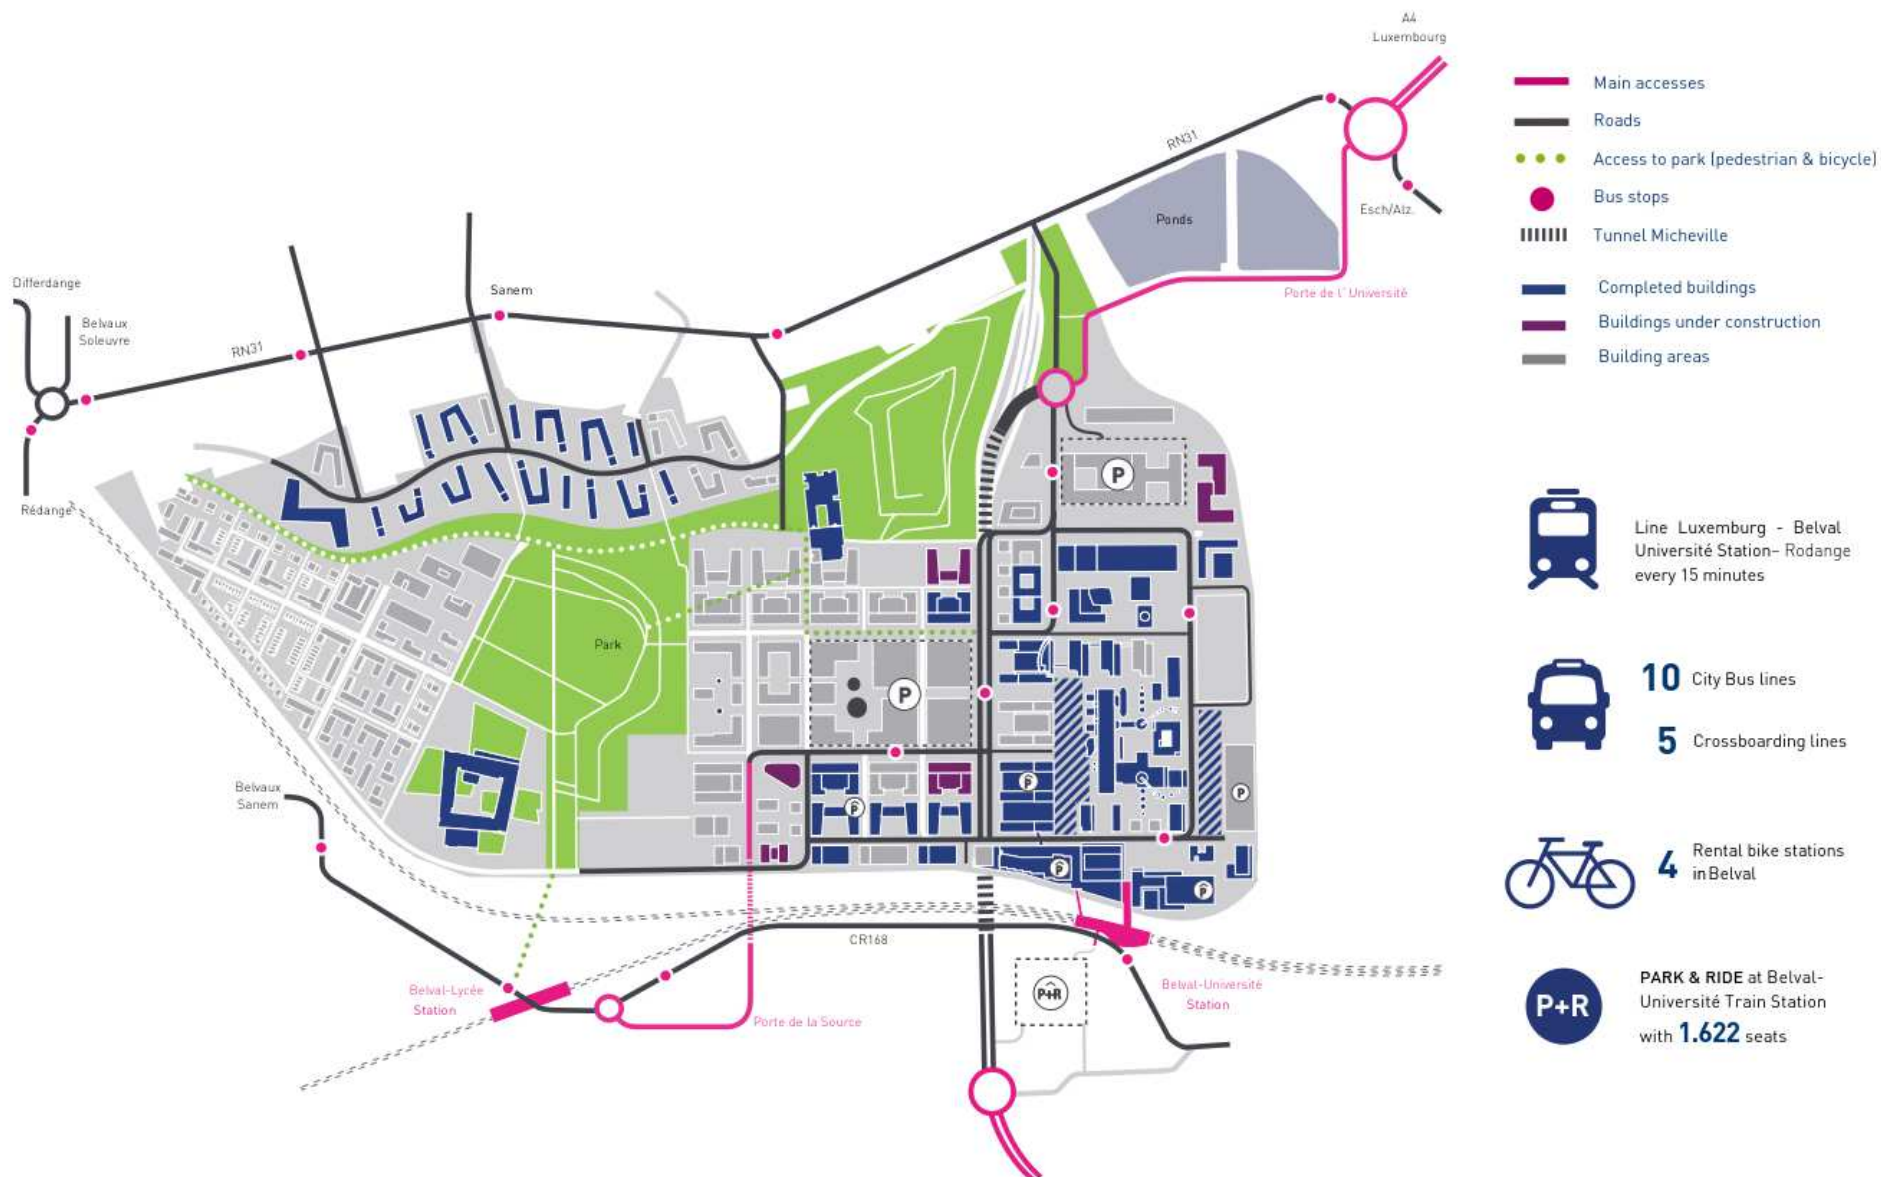 A4
Luxembourg
RN31
Ponds
Esch/Alz.
Porte de l'Université
Differdange
Belvaux
Soleuvre
RN31
Sanem
Rédange
Park
P
P
P
P
P
P
P
Belvaux
Sanem
CR168
Belval-Lycée
Station
Porte de la Source
P+R
Belval-Université
Station
Main accesses
Roads
Access to park (pedestrian & bicycle)
Bus stops
Tunnel Micheville
Completed buildings
Buildings under construction
Building areas
Line Luxemburg - Belval
Université Station– Rodange
every 15 minutes
10 City Bus lines
5 Crossboarding lines
4 Rental bike stations
in Belval
P+R
PARK & RIDE at Belval-
Université Train Station
with 1.622 seats